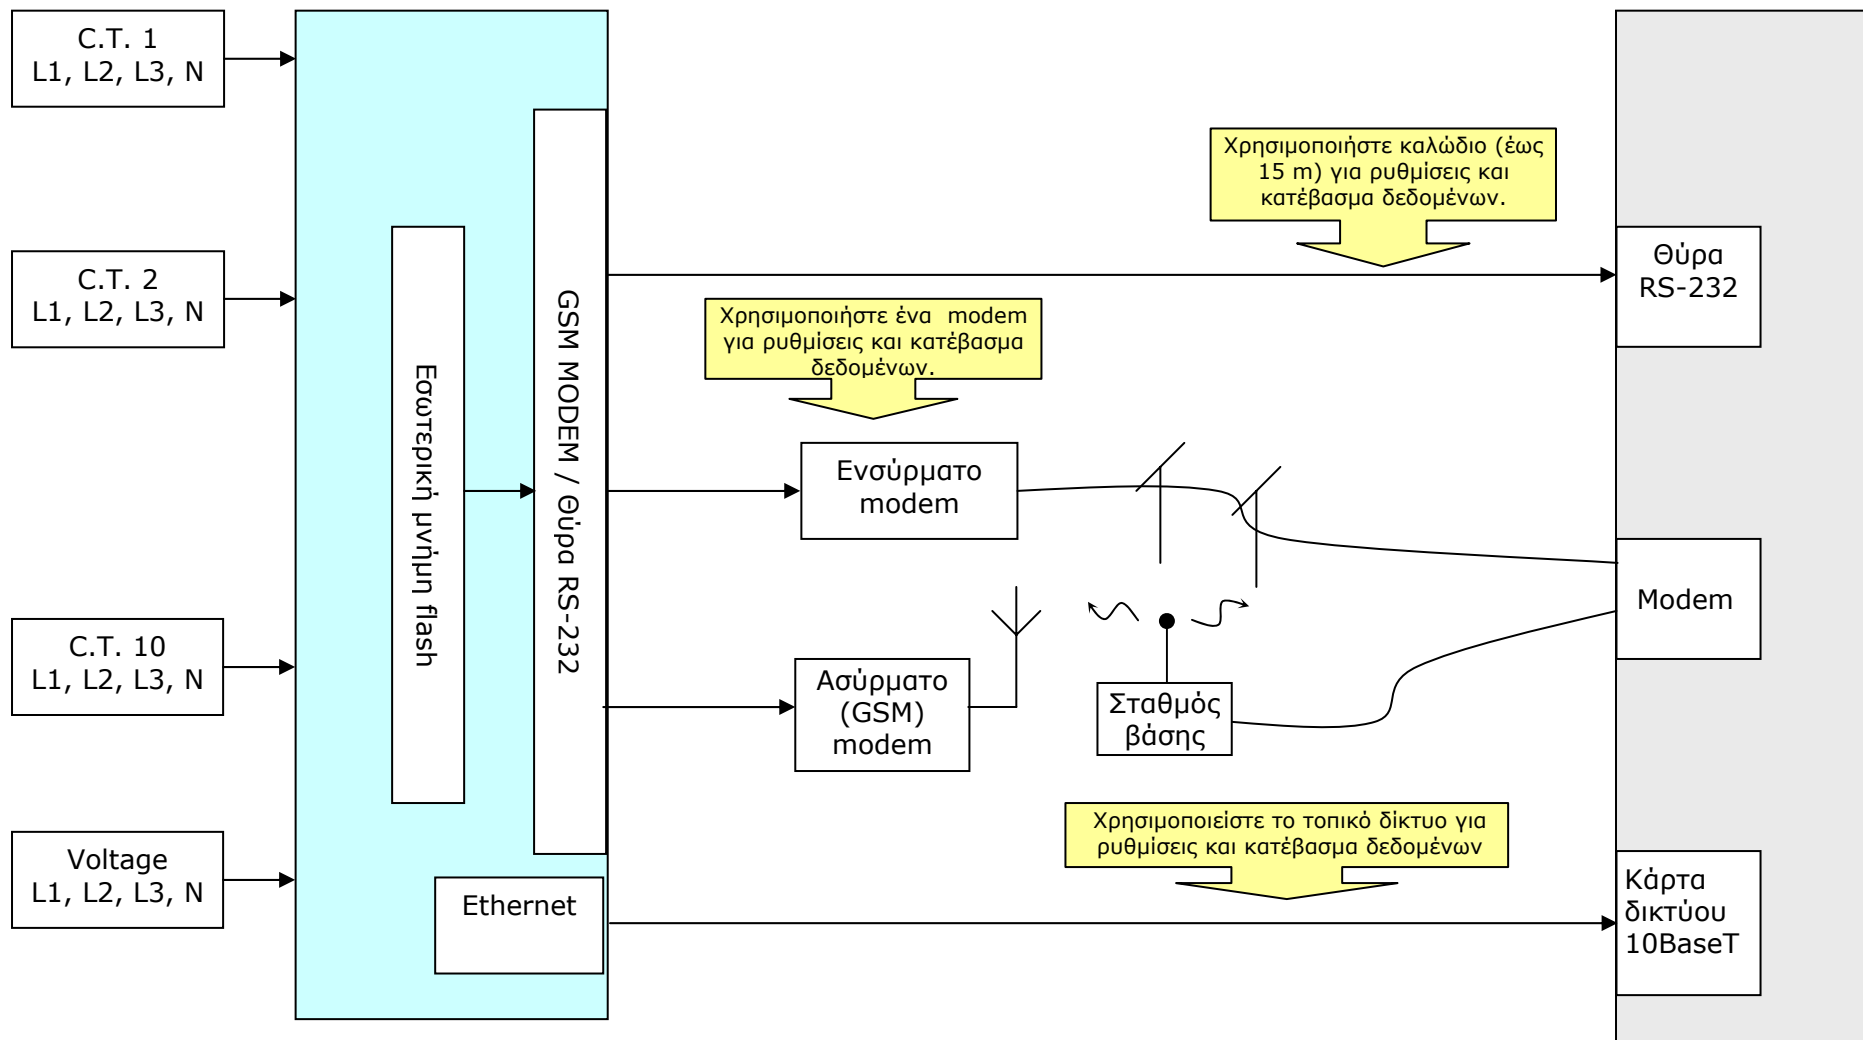 C.T. 1
L1, L2, L3, N
C.T. 2
L1, L2, L3, N
C.T. 10
L1, L2, L3, N
Voltage
L1, L2, L3, N
Εσωτερική μνήμη flash
GSM MODEM / Θύρα RS-232
Ethernet
Χρησιμοποιήστε καλώδιο (έως
15 m) για ρυθμίσεις και
κατέβασμα δεδομένων.
Χρησιμοποιήστε ένα modem
για ρυθμίσεις και κατέβασμα
δεδομένων.
Ενσύρματο
modem
Ασύρματο
(GSM)
modem
Σταθμός
βάσης
Χρησιμοποιείστε το τοπικό δίκτυο για
ρυθμίσεις και κατέβασμα δεδομένων
Θύρα
RS-232
Modem
Κάρτα
δικτύου
10BaseT